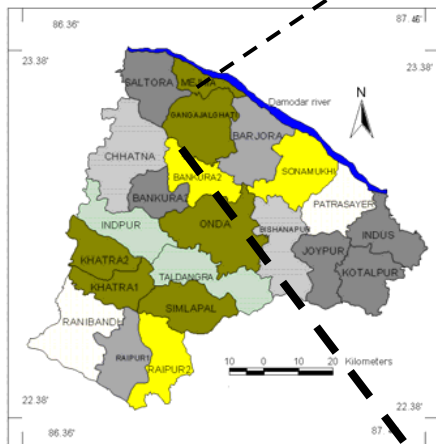 86.36'
87.46'
23.38'
23.38'
SALTORA
MEJIA
GANGAJALGHATI
Damodar river
N
BARJORA
CHHATNA
SONAMUKHI
BANKURA2
BANKURA1
PATRASAYER
INDPUR
ONDA
BISHANAPUR
INDUS
JOYPUR
KHATRA2
KOTALPUR
TALDANGRA
KHATRA1
SIMLAPAL
RANIBANDH
RAIPUR1
RAIPUR2
10 0 10 20 Kilometers
22.38'
22.38'
86.36'